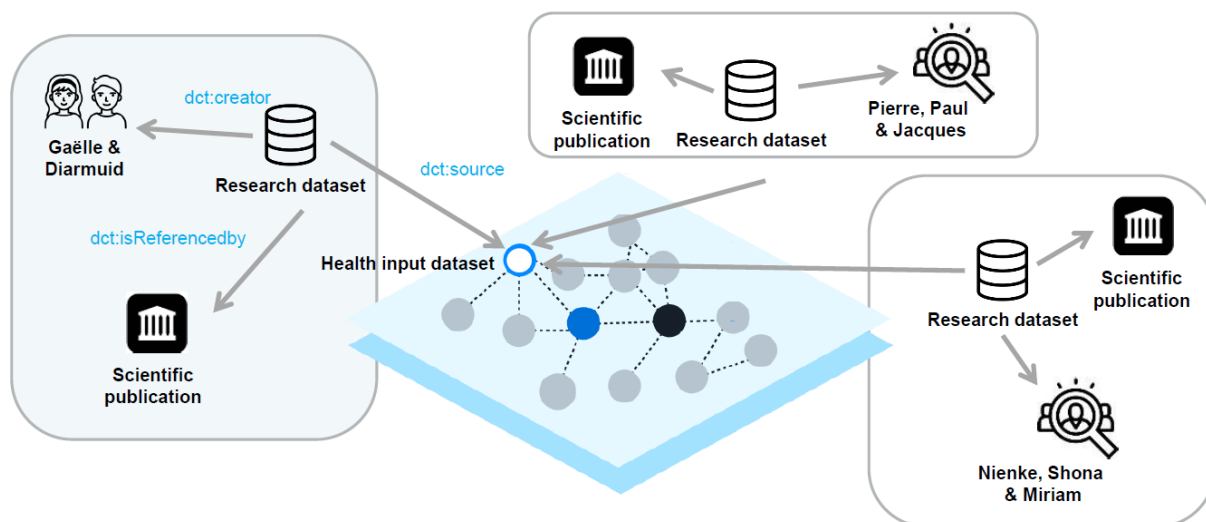 dct:creator
Gaëlle &
Diarmuid
Research dataset
dct:isReferencedby
Scientific
publication
dct:source
Health input dataset
Scientific
publication
Research dataset
Pierre, Paul
& Jacques
Scientific
publication
Research dataset
Nienke, Shona
& Miriam